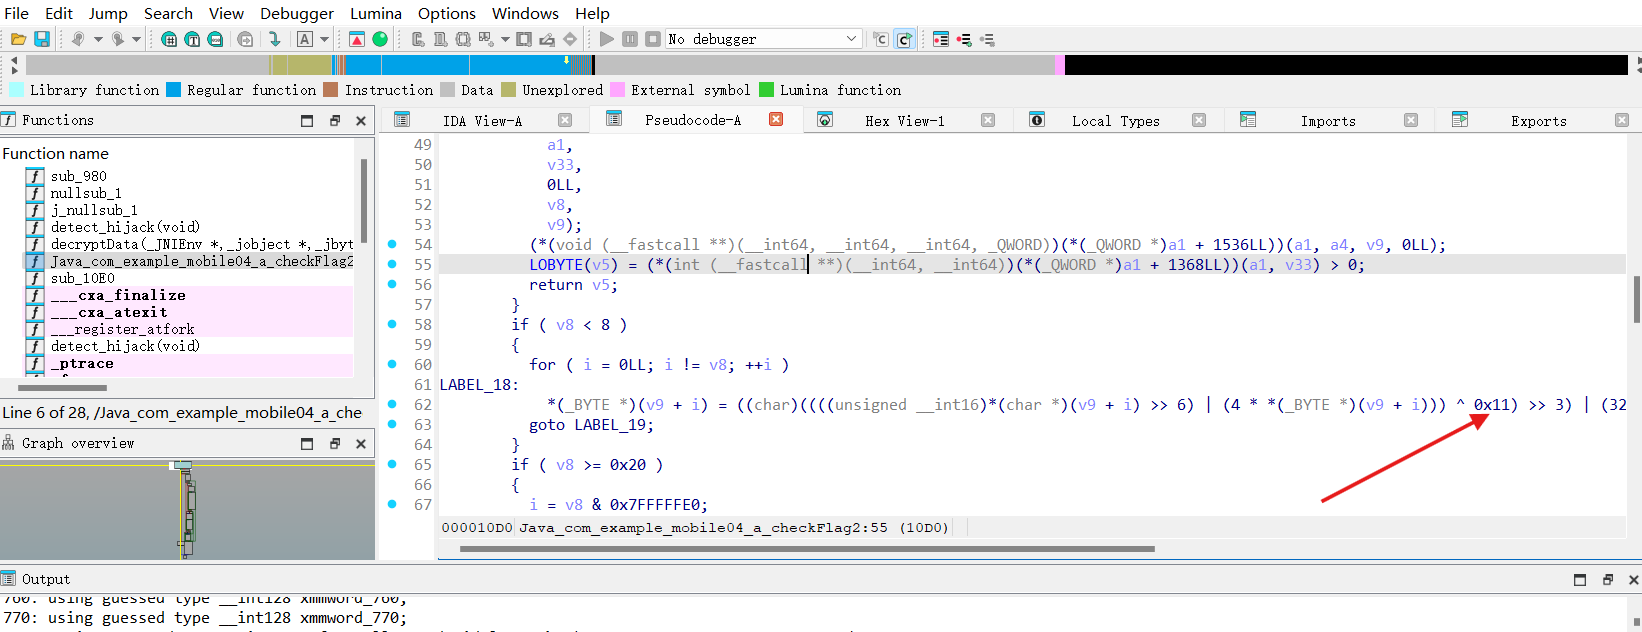 File Edit Jump Search View Debugger Lumina Options Windows Help
A No debugger
Library function Regular function Instruction Data Unexplored External symbol Lumina function
Functions
IDA View-A Pseudocode-A Hex View-1 Local Types Imports Exports
Function name
sub_980
nullsub_1
j_nullsub_1
detect_hijack(void)
decryptData(_JNIEnv *,_jobject *,_jbyt
Java_com_example_mobile04_a_checkFlag2
sub_10E0
___cxa_finalize
___cxa_atexit
___register_atfork
detect_hijack(void)
_ptrace
Line 6 of 28, /Java_com_example_mobile04_a_che
Graph overview
49 a1,
50 v33,
51 0LL,
52 v8,
53 v9);
54 (*(void (__fastcall **)(__int64, __int64, __int64, _QWORD))(*(_QWORD *)a1 + 1536LL))(a1, a4, v9, 0LL);
55 LOBYTE(v5) = (*(int (__fastcall **)(__int64, __int64))(*(_QWORD *)a1 + 1368LL))(a1, v33) > 0;
56 return v5;
57 }
58 if ( v8 < 8 )
59 {
60 for ( i = 0LL; i != v8; ++i )
61 LABEL_18:
62 *(_BYTE *)(v9 + i) = ((char)((((unsigned __int16)*(char *)(v9 + i) >> 6) | (4 * *(_BYTE *)(v9 + i))) ^ 0x11) >> 3) | (32
63 goto LABEL_19;
64 }
65 if ( v8 >= 0x20 )
66 {
67 i = v8 & 0x7FFFFFE0;
000010D0 Java_com_example_mobile04_a_checkFlag2:55 (10D0)
Output
760: using guessed type __int128 xmmword_760;
770: using guessed type __int128 xmmword_770;